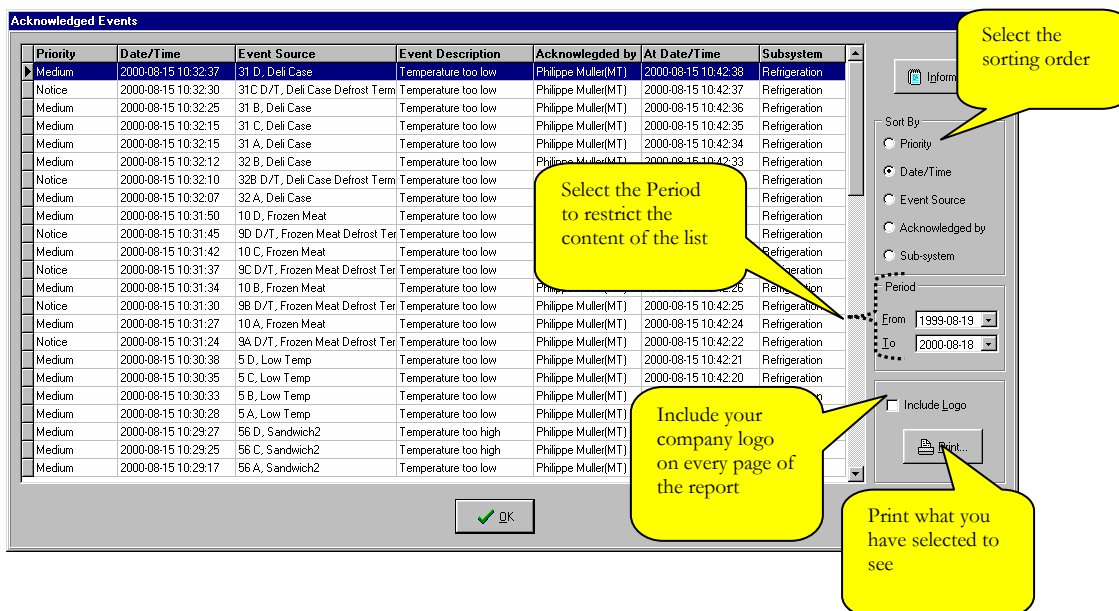 Acknowledged Events
Priority Date/Time Event Source Event Description Acknowlegded by At Date/Time Subsystem
Medium 2000-08-15 10:32:37 31 D, Deli Case Temperature too low Philippe Muller(MT) 2000-08-15 10:42:38 Refrigeration
Notice 2000-08-15 10:32:30 31C D/T, Deli Case Defrost Term Temperature too low Philippe Muller(MT) 2000-08-15 10:42:37 Refrigeration
Medium 2000-08-15 10:32:25 31 B, Deli Case Temperature too low Philippe Muller(MT) 2000-08-15 10:42:36 Refrigeration
Medium 2000-08-15 10:32:15 31 C, Deli Case Temperature too low Philippe Muller(MT) 2000-08-15 10:42:35 Refrigeration
Medium 2000-08-15 10:32:15 31 A, Deli Case Temperature too low Philippe Muller(MT) 2000-08-15 10:42:34 Refrigeration
Medium 2000-08-15 10:32:12 32 B, Deli Case Temperature too low Philippe Muller(MT) 2000-08-15 10:42:33 Refrigeration
Notice 2000-08-15 10:32:10 32B D/T, Deli Case Defrost Term Temperature too low
Medium 2000-08-15 10:32:07 32 A, Deli Case Temperature too low
Medium 2000-08-15 10:31:50 10 D, Frozen Meat Temperature too low
Notice 2000-08-15 10:31:45 9D D/T, Frozen Meat Defrost Ter Temperature too low
Medium 2000-08-15 10:31:42 10 C, Frozen Meat Temperature too low
Notice 2000-08-15 10:31:37 9C D/T, Frozen Meat Defrost Ter Temperature too low
Medium 2000-08-15 10:31:34 10 B, Frozen Meat Temperature too low Philippe Muller(MT) Refrigeration
Notice 2000-08-15 10:31:30 9B D/T, Frozen Meat Defrost Ter Temperature too low Philippe Muller(MT) 2000-08-15 10:42:25 Refrigeration
Medium 2000-08-15 10:31:27 10 A, Frozen Meat Temperature too low Philippe Muller(MT) 2000-08-15 10:42:24 Refrigeration
Notice 2000-08-15 10:31:24 9A D/T, Frozen Meat Defrost Ter Temperature too low Philippe Muller(MT) 2000-08-15 10:42:22 Refrigeration
Medium 2000-08-15 10:30:38 5 D, Low Temp Temperature too low Philippe Muller(MT) 2000-08-15 10:42:21 Refrigeration
Medium 2000-08-15 10:30:35 5 C, Low Temp Temperature too low Philippe Muller(MT) 2000-08-15 10:42:20 Refrigeration
Medium 2000-08-15 10:30:33 5 B, Low Temp Temperature too low Philippe Muller(MT)
Medium 2000-08-15 10:30:28 5 A, Low Temp Temperature too low Philippe Muller(MT)
Medium 2000-08-15 10:29:27 56 D, Sandwich2 Temperature too high Philippe Muller(MT)
Medium 2000-08-15 10:29:25 56 C, Sandwich2 Temperature too high Philippe Muller(MT)
Medium 2000-08-15 10:29:17 56 A, Sandwich2 Temperature too low Philippe Muller(MT)
OK
Inform
Sort By
Priority
Date/Time
Event Source
Acknowledged by
Sub-system
Period
From 1999-08-19
To 2000-08-18
Include Logo
Print...
Select the
sorting order
Select the Period
to restrict the
content of the list
Include your
company logo
on every page of
the report
Print what you
have selected to
see